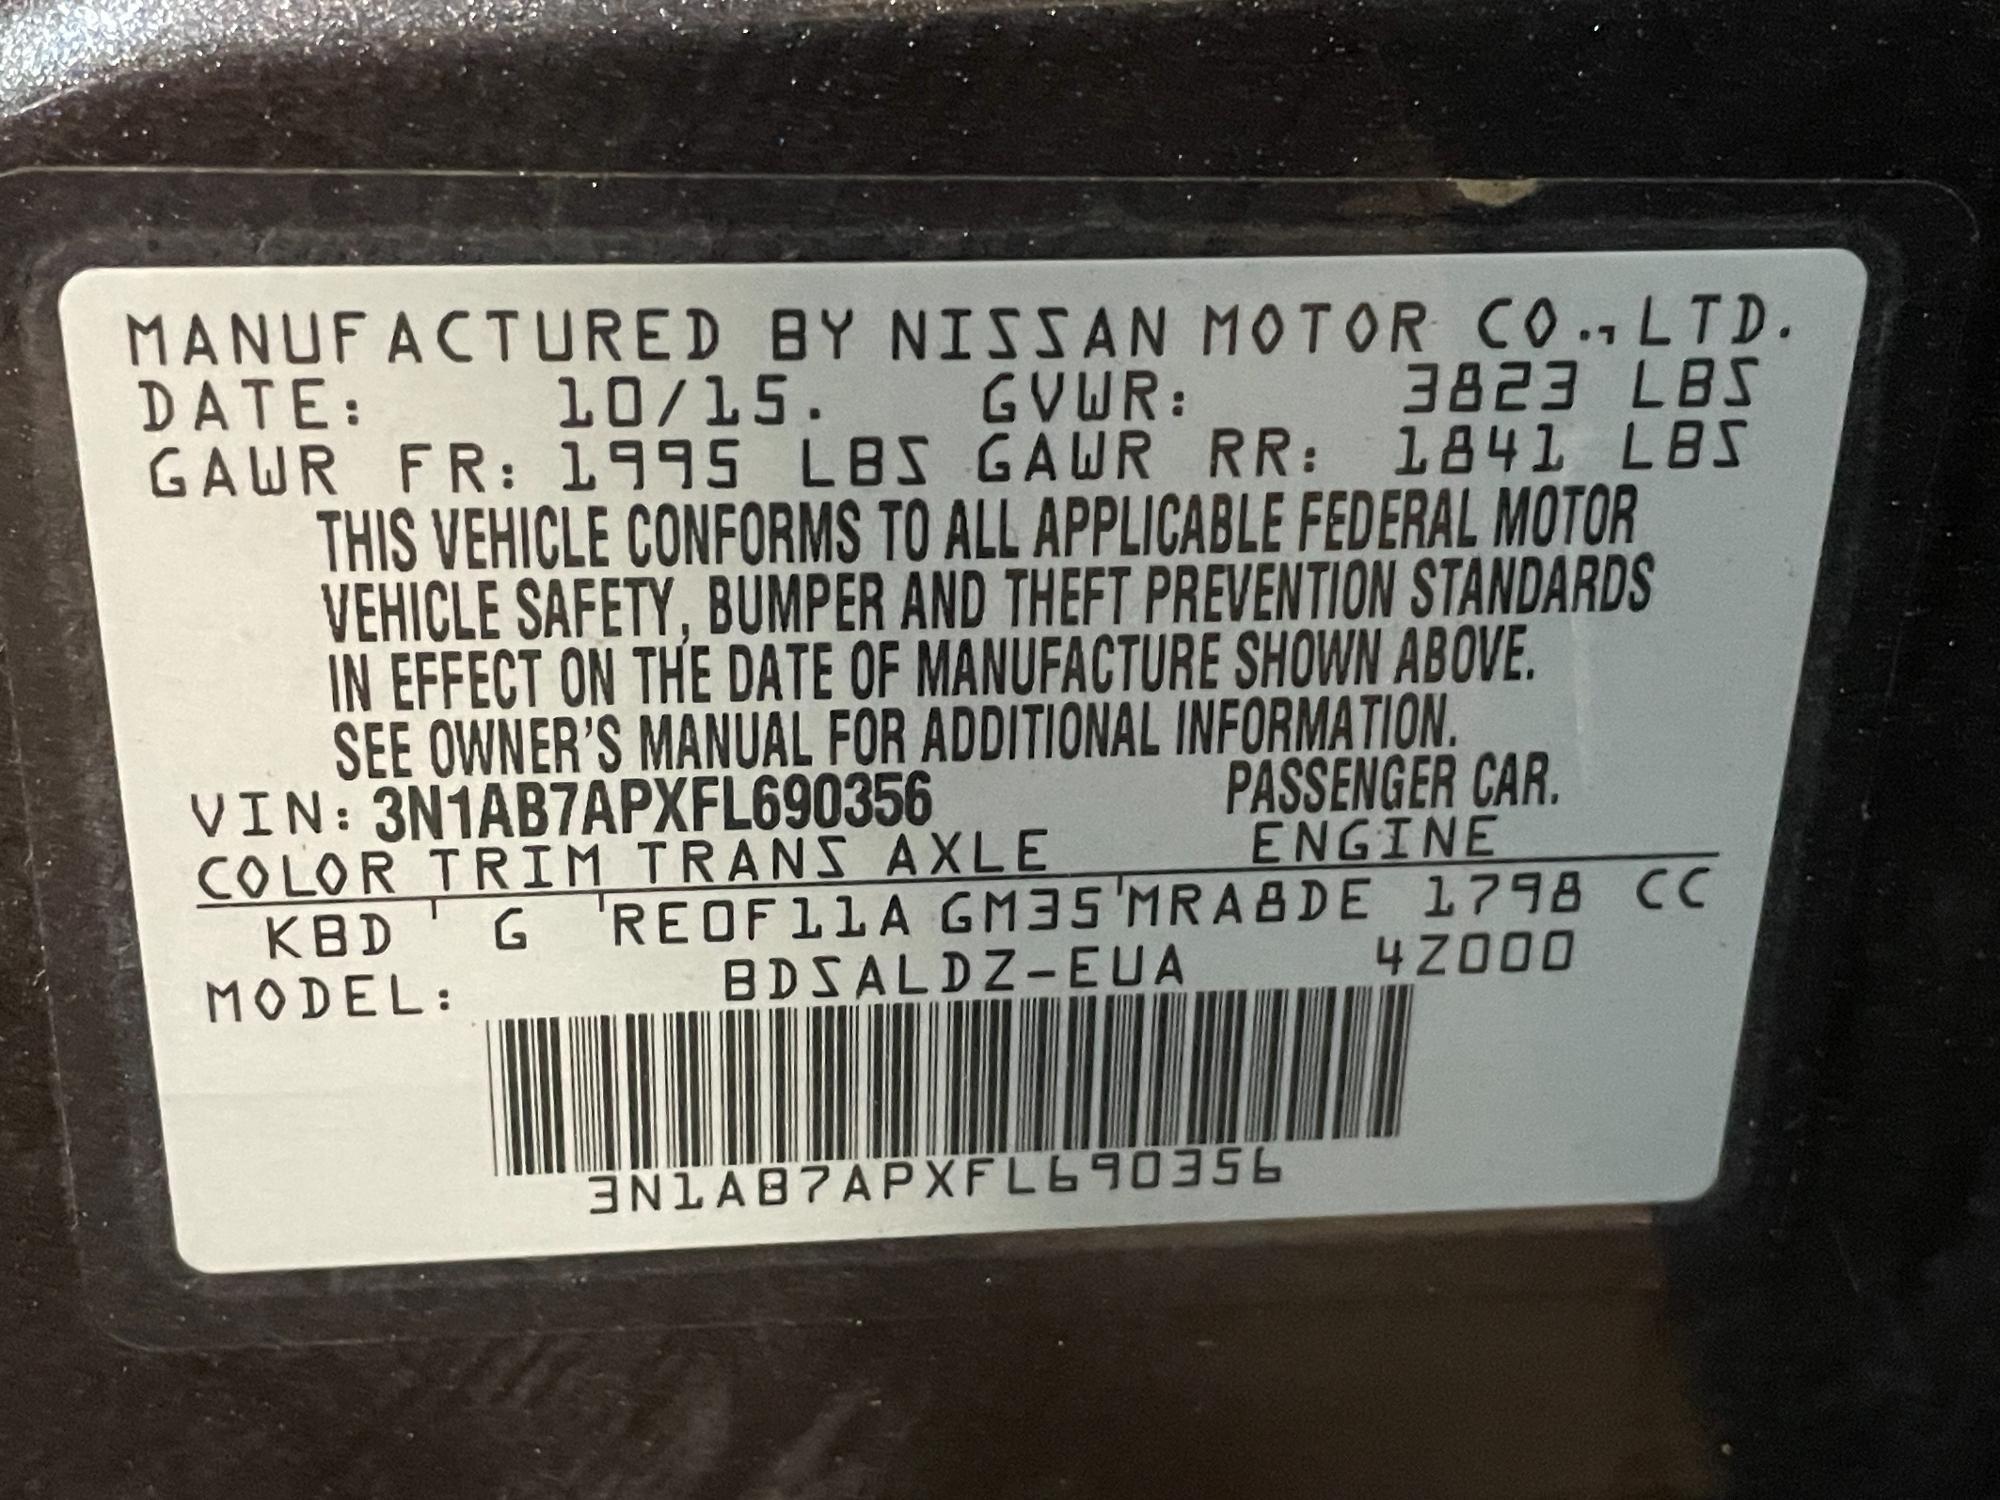 MANUFACTURED BY NISSAN MOTOR CO., LTD.
DATE: 10/15. GVWR: 3823 LBS
GAWR FR: 1995 LBS GAWR RR: 1841 LBS
THIS VEHICLE CONFORMS TO ALL APPLICABLE FEDERAL MOTOR
VEHICLE SAFETY, BUMPER AND THEFT PREVENTION STANDARDS
IN EFFECT ON THE DATE OF MANUFACTURE SHOWN ABOVE.
SEE OWNER'S MANUAL FOR ADDITIONAL INFORMATION.
VIN: 3N1AB7APXFL690356 PASSENGER CAR.
COLOR TRIM TRANS AXLE ENGINE
KBD G RE0F11A GM35 MRA8DE 1798 CC
MODEL: BDSALDZ-EUA 4Z000
3N1AB7APXFL690356